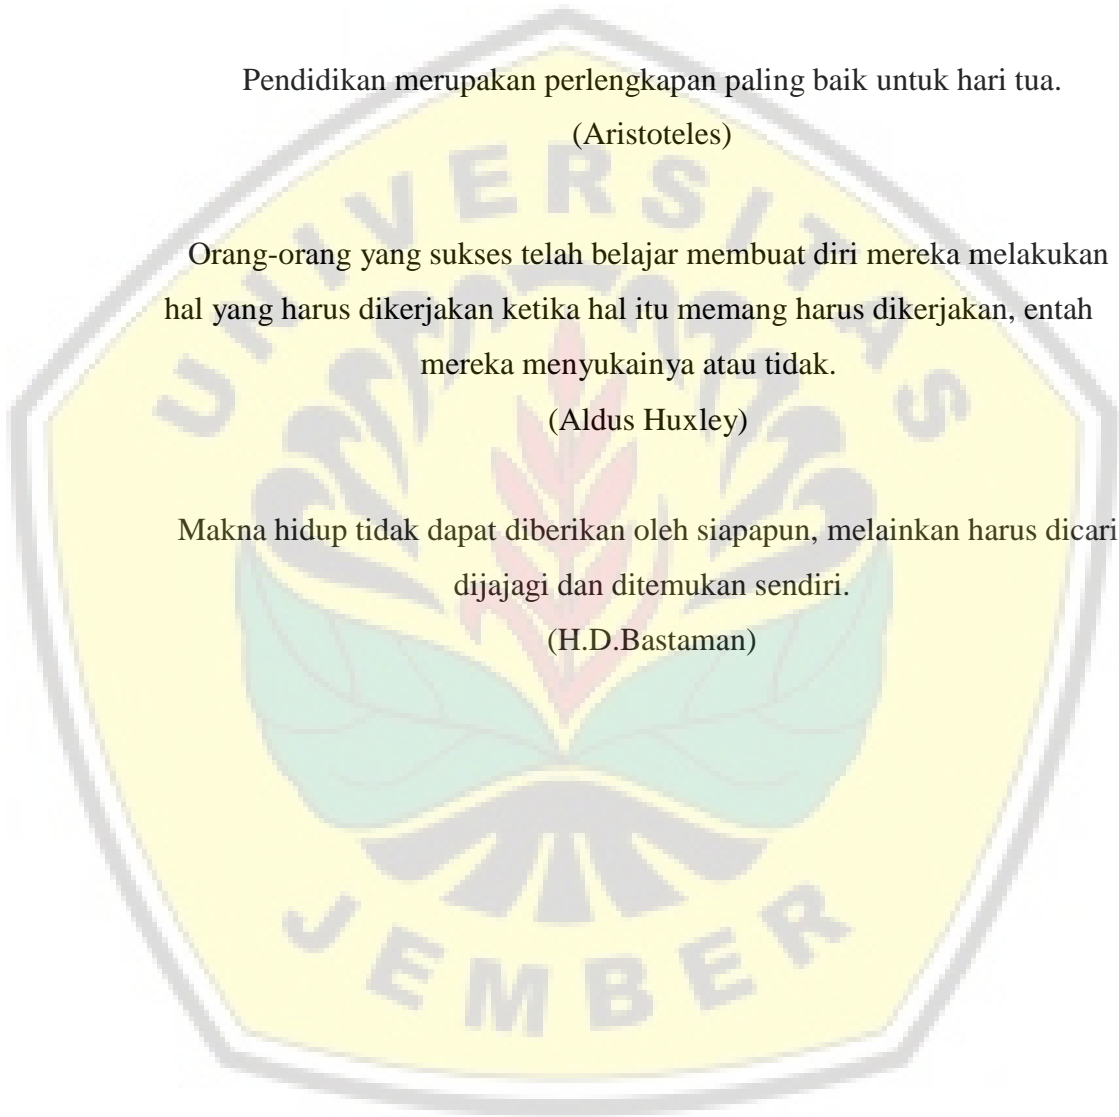 Pendidikan merupakan perlengkapan paling baik untuk hari tua.
(Aristoteles)
Orang-orang yang sukses telah belajar membuat diri mereka melakukan
hal yang harus dikerjakan ketika hal itu memang harus dikerjakan, entah
mereka menyukainya atau tidak.
(Aldus Huxley)
Makna hidup tidak dapat diberikan oleh siapapun, melainkan harus dicari
dijajagi dan ditemukan sendiri.
(H.D.Bastaman)
UNIVERSITAS
JEMBER